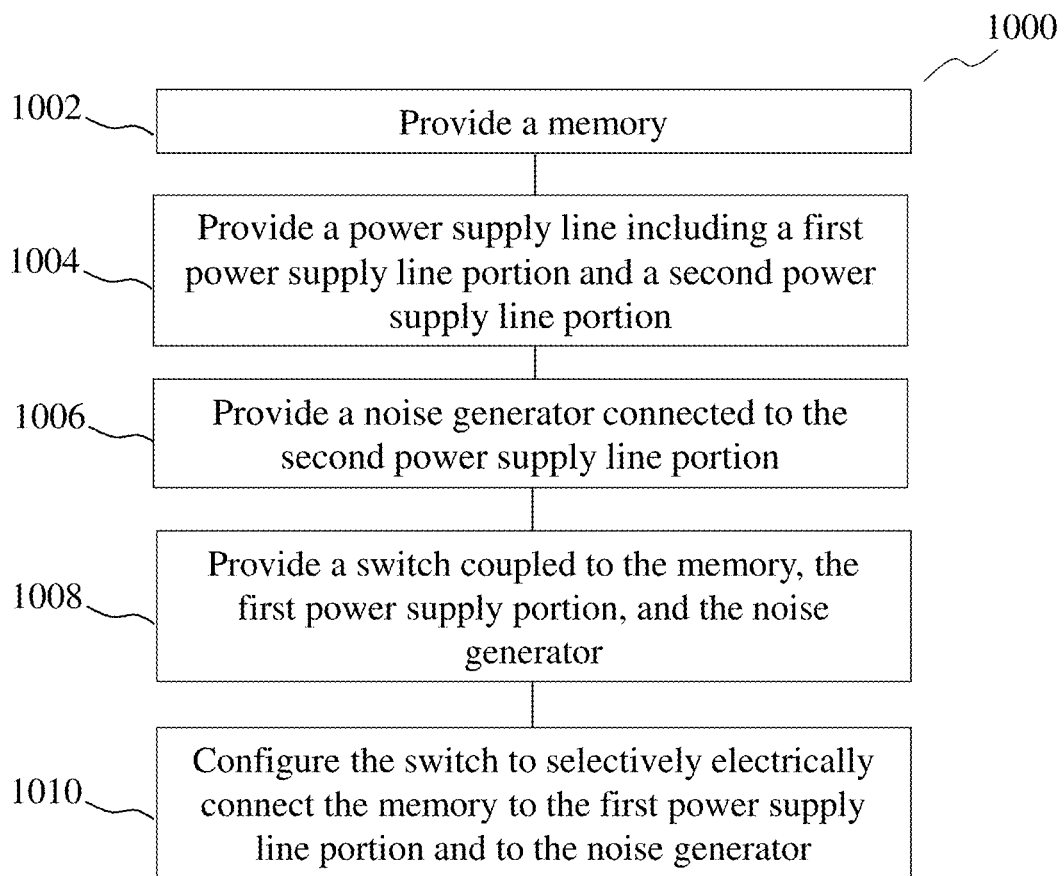 1000
1002
Provide a memory
1004
Provide a power supply line including a first
power supply line portion and a second power
supply line portion
1006
Provide a noise generator connected to the
second power supply line portion
1008
Provide a switch coupled to the memory, the
first power supply portion, and the noise
generator
1010
Configure the switch to selectively electrically
connect the memory to the first power supply
line portion and to the noise generator